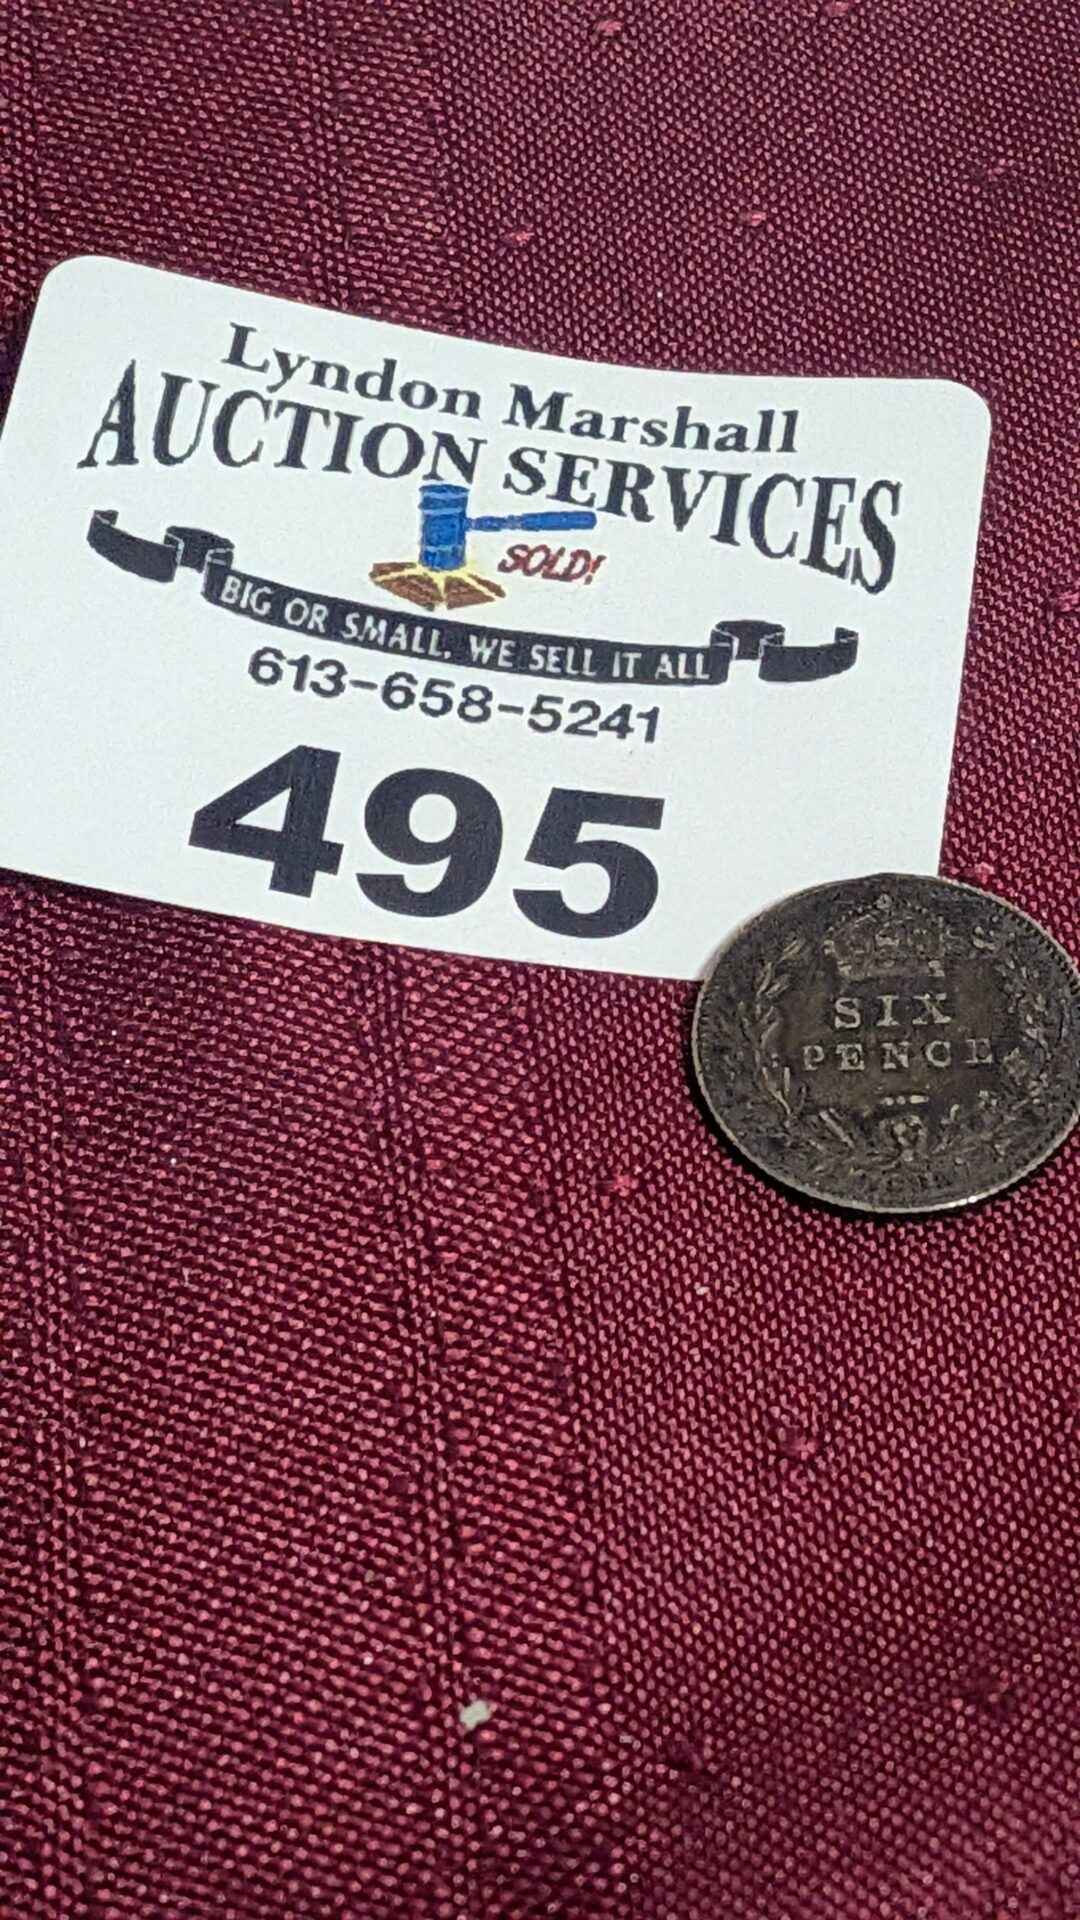 Lyndon Marshall
AUCTION SERVICES
SOLD!
BIG OR SMALL, WE SELL IT ALL
613-658-5241
495
SIX
PENCE